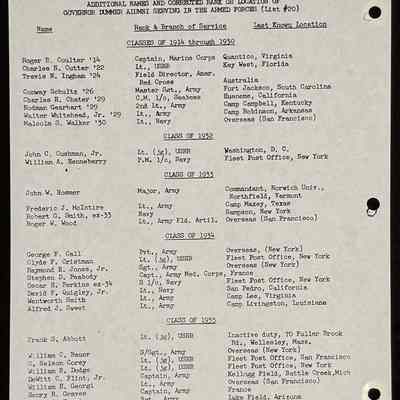 ADDITIONAL NAMES AND CORRECTED RANK OR LOCATION OF
GOVERNOR DUMMER ALUMNI SERVING IN THE ARMED FORCES (List #20)
Name Rank & Branch of Service Last Known Location
CLASSES OF 1914 through 1930
Roger E. Coulter '14 Captain, Marine Corps Quantico, Virginia
Charles N. Cutter '22 Lt., USNR Key West, Florida
Travis N. Ingham '24 Field Director, Amer.
Red Cross Australia
Conway Schultz '26 Master Sgt., Army Fort Jackson, South Carolina
Charles R. Chater '29 C.M. 1/c, Seabees Hueneme, California
Rodman Gearhart '29 2nd Lt., Army Camp Campbell, Kentucky
Walter Whitehead, Jr. '29 Lt., Army Camp Robinson, Arkansas
Malcolm S. Walker '30 Lt., Navy Overseas (San Francisco)
CLASS OF 1932
John C. Cushman, Jr. Lt. (jg), USNR Washington, D. C.
William A. Henneberry P.M. 1/c, Navy Fleet Post Office, New York
CLASS OF 1933
John W. Hosmer Major, Army Commandant, Norwich Univ.,
Northfield, Vermont
Frederic J. McIntire Lt., Army Camp Maxey, Texas
Robert G. Smith, ex-33 Lt., Navy Sampson, New York
Roger W. Wood Lt., Army Fld. Artil. Overseas (San Francisco)
CLASS OF 1934
George F. Call Pvt., Army Overseas, (New York)
Clyde F. Cristman Lt. (jg), USNR Fleet Post Office, New York
Raymond E. Jones, Jr. Sgt., Army Overseas (New York)
Stephen D. Peabody Capt., Army Med. Corps, France
Oscar H. Perkins ex-34 S 1/c, Navy Fleet Post Office, New York
David F. Quigley, Jr. Lt., Navy San Pedro, California
Wentworth Smith Lt., Army Camp Lee, Virginia
Alfred J. Sweet Lt., Army Camp Livingston, Louisiana
CLASS OF 1935
Frank S. Abbott Lt. (jg), USNR Inactive duty, 70 Fuller Brook
Rd., Wellesley, Mass.
William C. Bauer S/Sgt., Army Overseas (New York)
C. Nelson Corey Lt. (jg), USNR Fleet Post Office, San Francisco
William B. Dodge Lt. (jg), USNR Fleet Post Office, New York
DeWitt C. Flint, Jr. Captain, Army Kellogg Field, Battle Creek, Mich
William H. Georgi Lt., Navy Overseas (San Francisco)
Henry R. Graves Captain, Army France
Lt., Army Lake Field, Arizona